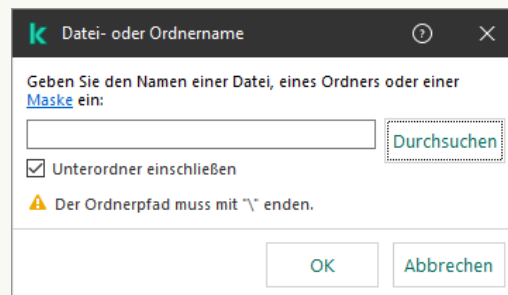 Datei- oder Ordnername
Geben Sie den Namen einer Datei, eines Ordners oder einer
Maske ein:
Durchsuchen
Unterordner einschließen
Der Ordnerpfad muss mit "\" enden.
OK Abbrechen